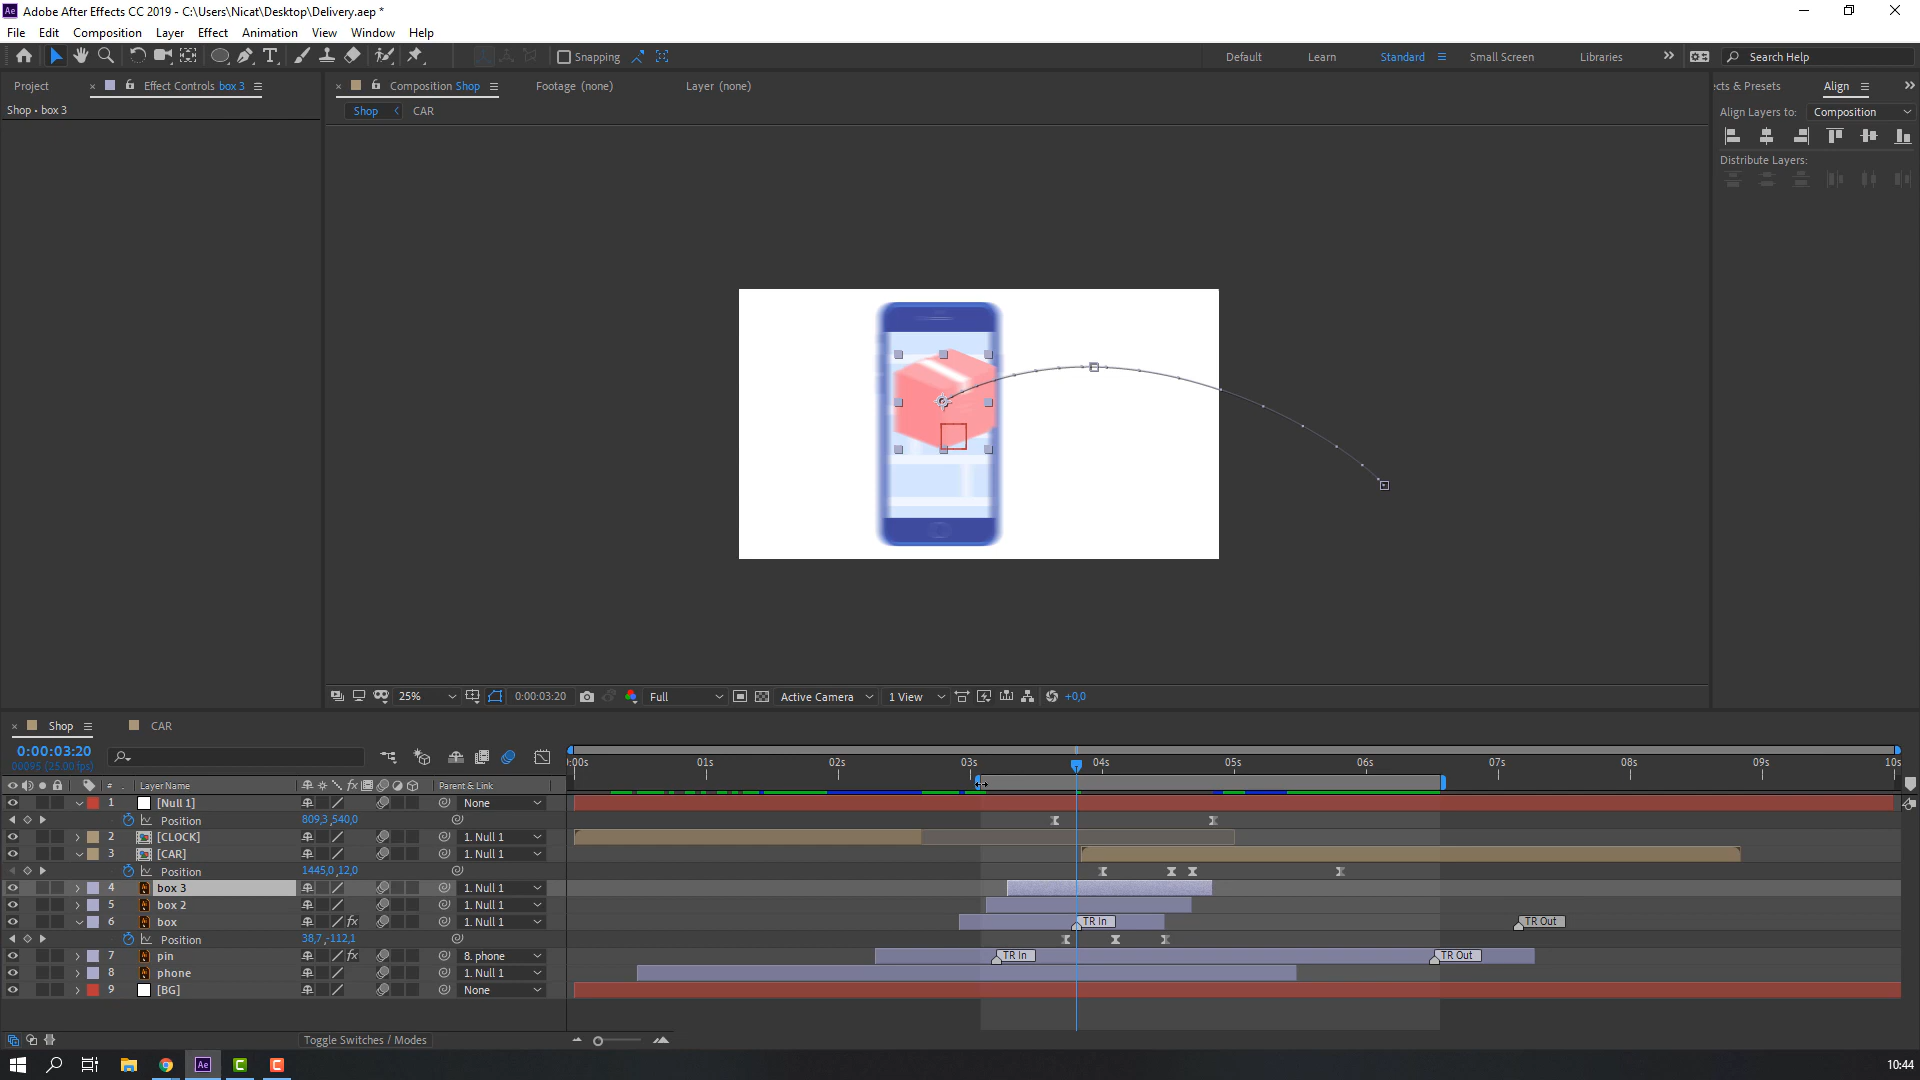 Adobe After Effects CC 2019 - C:\Users\Nicat\Desktop\Delivery.aep *
File Edit Composition Layer Effect Animation View Window Help
Snapping
Default Learn Standard Small Screen Libraries Search Help
Project Effect Controls box 3
Composition Shop Footage (none) Layer (none)
cts & Presets Align
Shop • box 3
Shop CAR
Align Layers to: Composition
Distribute Layers:
25% 0:00:03:20 Full Active Camera 1 View +0,0
Shop CAR
0:00:03:20
00095 (25.00 fps)
:00s 01s 02s 03s 04s 05s 06s 07s 08s 09s 10s
# Layer Name fx Parent & Link
1 [Null 1] None
Position 809,3,540,0
2 [CLOCK] 1. Null 1
3 [CAR] 1. Null 1
Position 1445,0,12,0
4 box 3 1. Null 1
5 box 2 1. Null 1
6 box fx 1. Null 1 TR In TR Out
Position 38,7,-112,1
7 pin fx 8. phone TR In TR Out
8 phone 1. Null 1
9 [BG] None
Toggle Switches / Modes
10:44